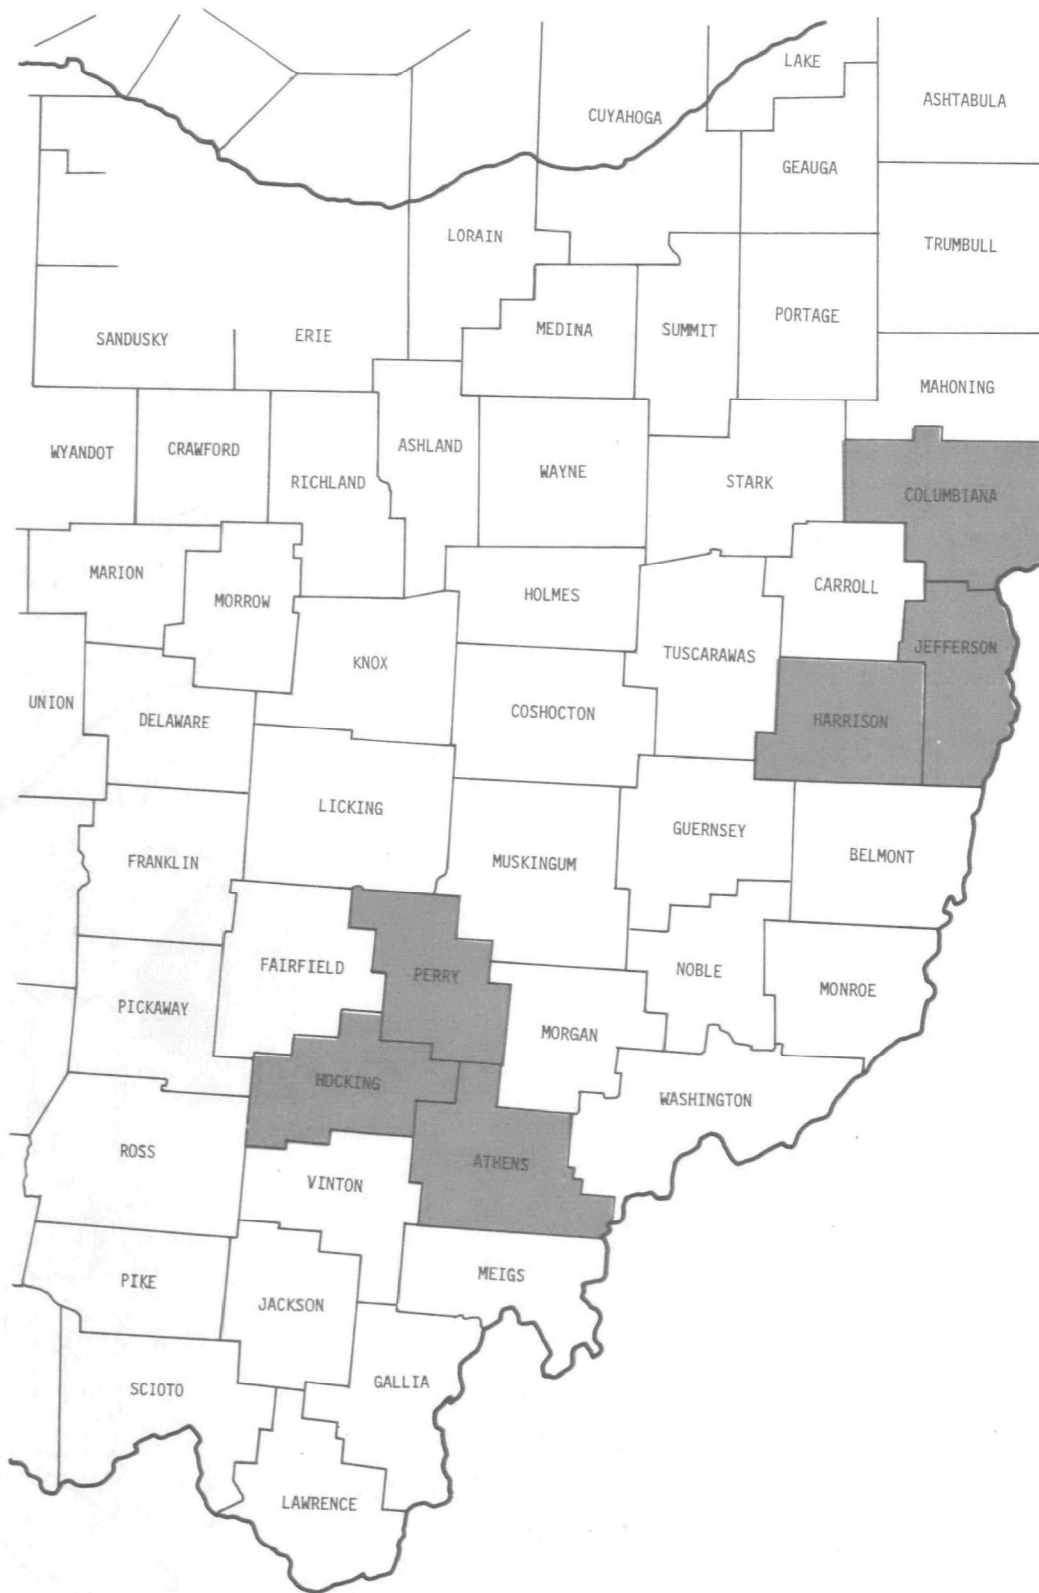 LAKE
ASHTABULA
CUYAHOGA
GEAUGA
LORAIN
TRUMBULL
SANDUSKY
ERIE
MEDINA
SUMMIT
PORTAGE
MAHONING
WYANDOT
CRAWFORD
RICHLAND
ASHLAND
WAYNE
STARK
COLUMBIANA
MARION
MORROW
HOLMES
CARROLL
KNOX
TUSCARAWAS
JEFFERSON
UNION
DELAWARE
COSHOCTON
HARRISON
LICKING
GUERNSEY
FRANKLIN
MUSKINGUM
BELMONT
FAIRFIELD
PERRY
NOBLE
PICKAWAY
MORGAN
MONROE
HOCKING
WASHINGTON
ROSS
VINTON
ATHENS
PIKE
JACKSON
MEIGS
SCIOTO
GALLIA
LAWRENCE